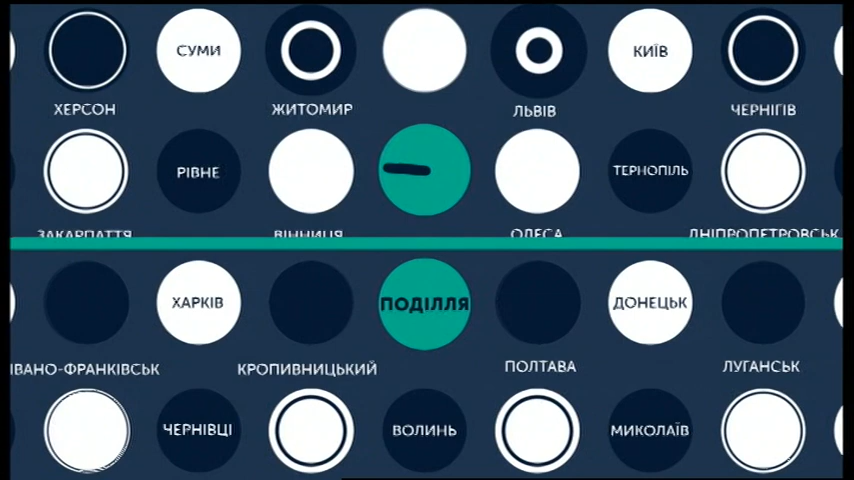 СУМИ
КИЇВ
ХЕРСОН
ЖИТОМИР
ЛЬВІВ
ЧЕРНІГІВ
РІВНЕ
ТЕРНОПІЛЬ
ЗАКАРПАТТЯ
ВІННИЦЯ
ОДЕСА
ДНІПРОПЕТРОВСЬК
ХАРКІВ
ПОДІЛЛЯ
ДОНЕЦЬК
ІВАНО-ФРАНКІВСЬК
КРОПИВНИЦЬКИЙ
ПОЛТАВА
ЛУГАНСЬК
ЧЕРНІВЦІ
ВОЛИНЬ
МИКОЛАЇВ